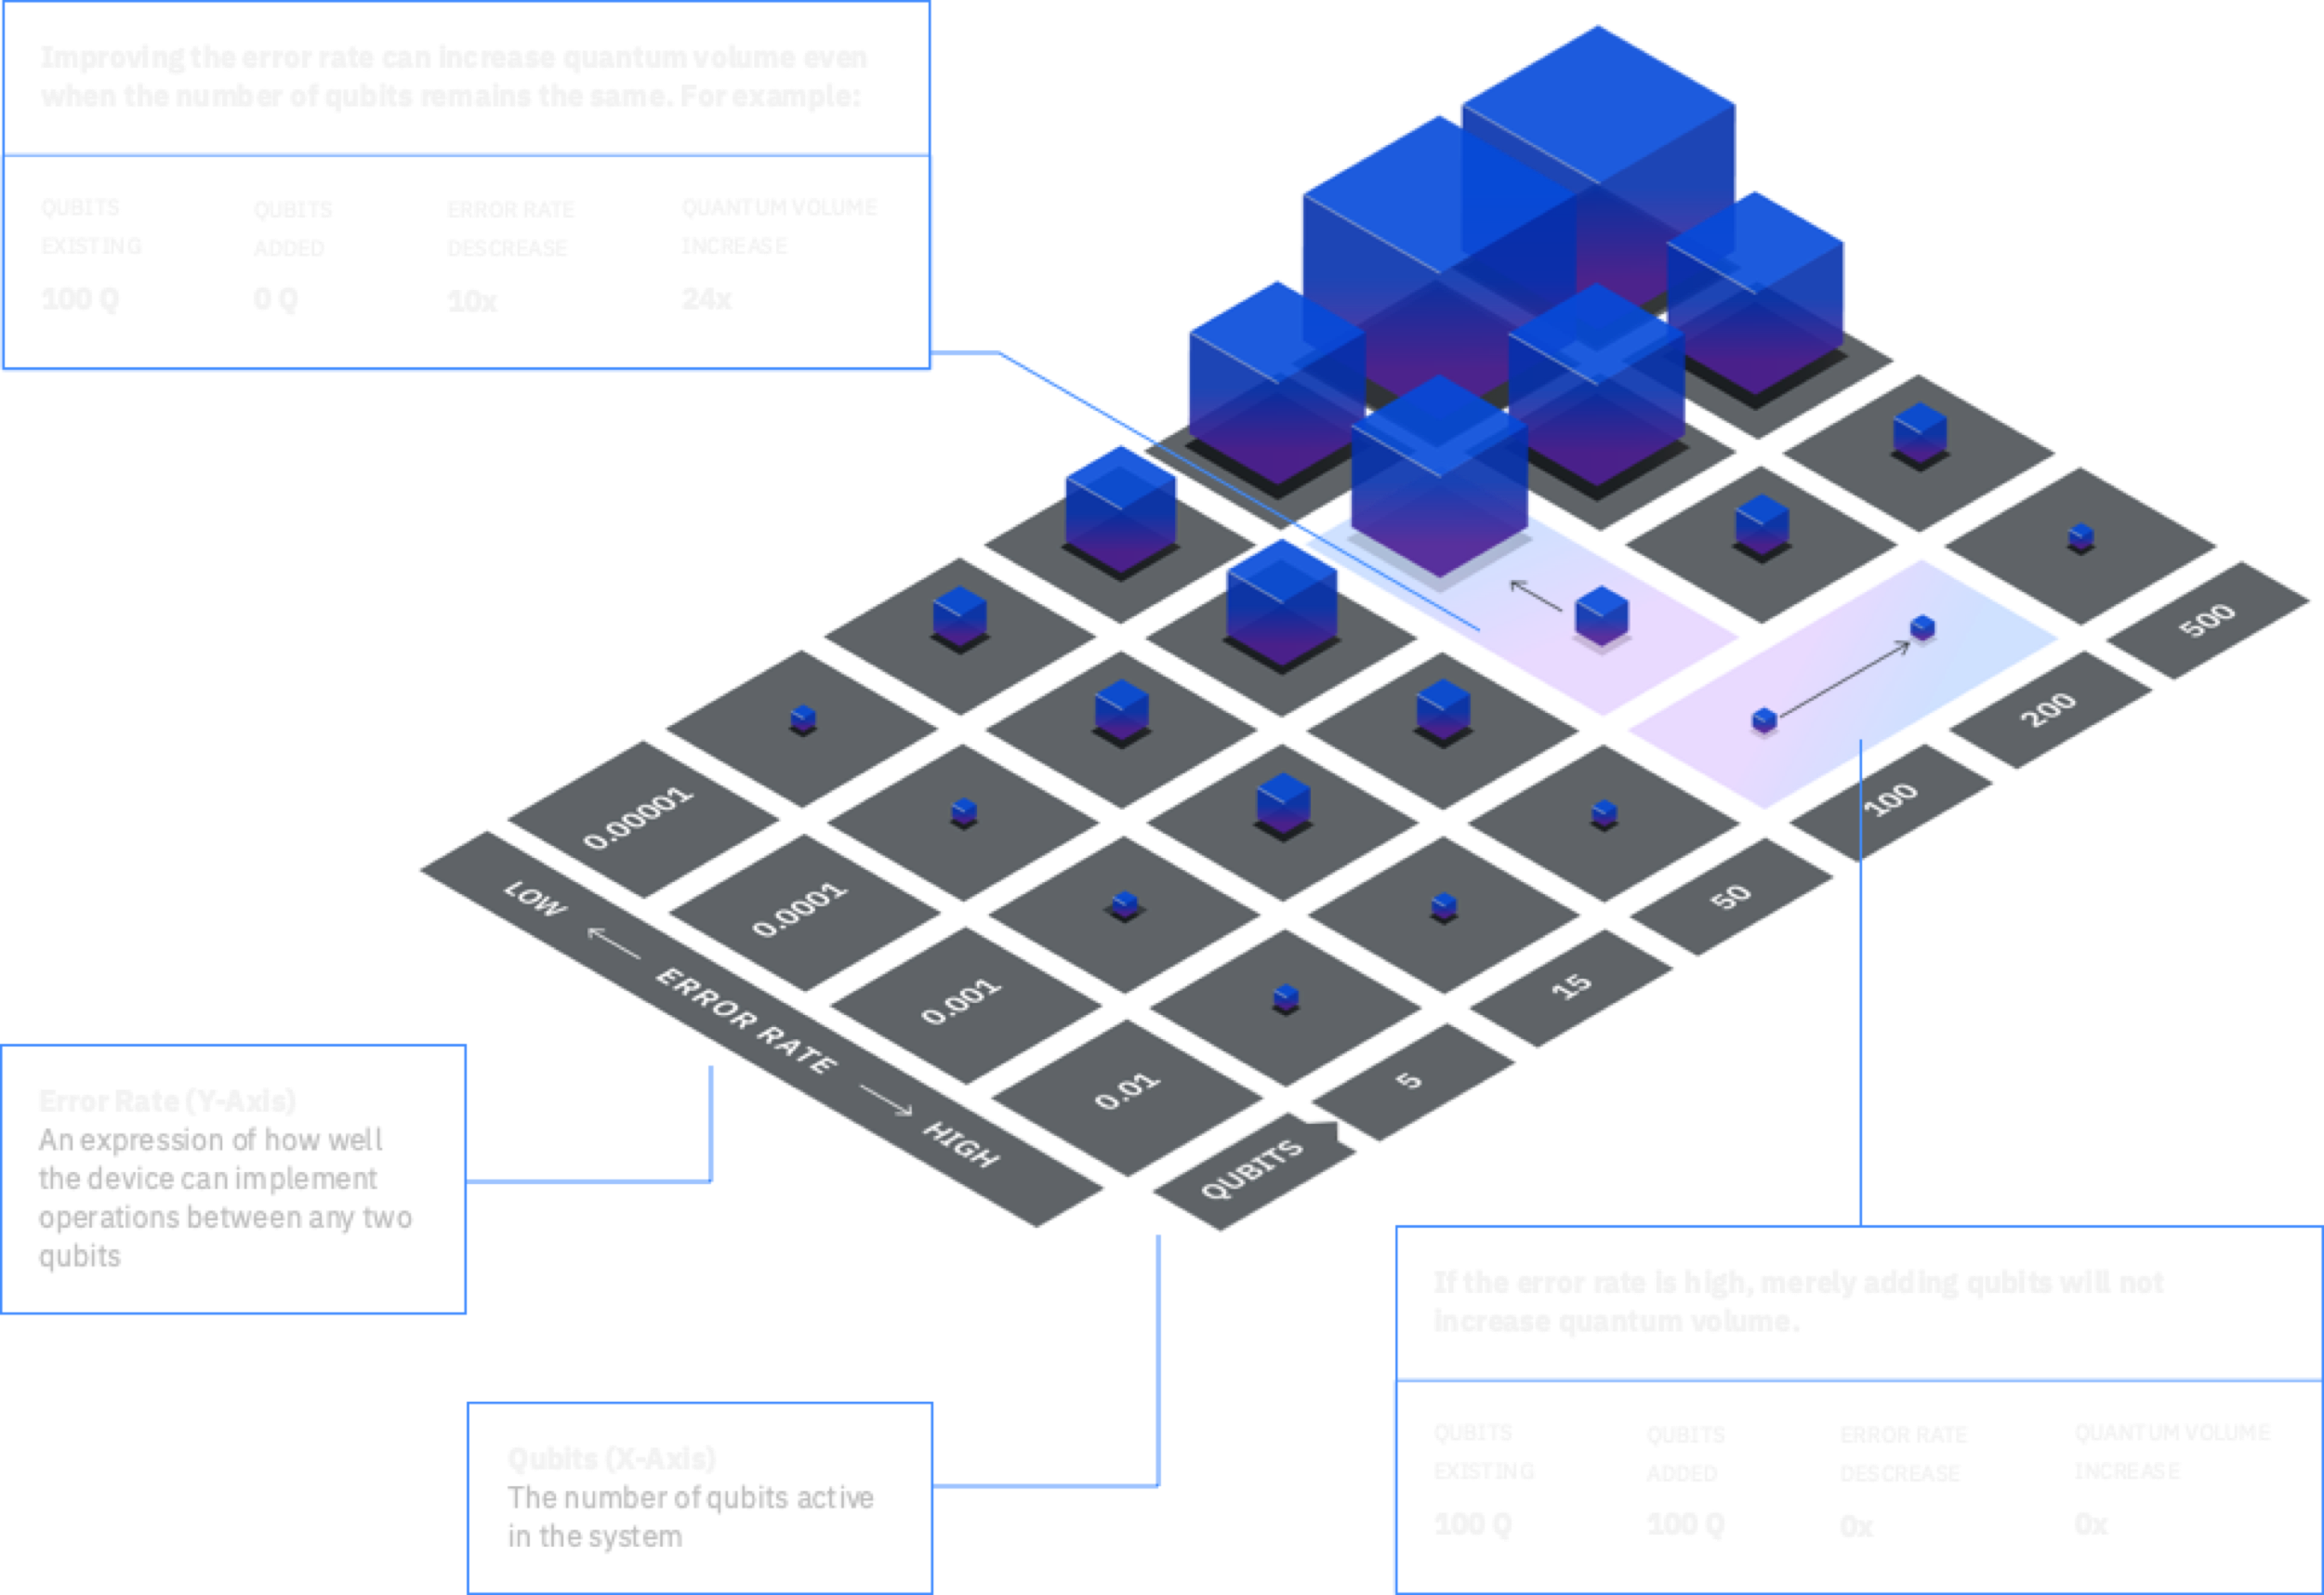 Improving the error rate can increase quantum volume even
when the number of qubits remains the same. For example:
QUBITS EXISTING
100 Q
QUBITS ADDED
0 Q
ERROR RATE DESCREASE
10x
QUANTUM VOLUME INCREASE
24x
500
200
100
50
15
5
QUBITS
0.00001
0.0001
0.001
0.01
LOW ← ERROR RATE → HIGH
Error Rate (Y-Axis)
An expression of how well
the device can implement
operations between any two
qubits
Qubits (X-Axis)
The number of qubits active
in the system
If the error rate is high, merely adding qubits will not
increase quantum volume.
QUBITS EXISTING
100 Q
QUBITS ADDED
100 Q
ERROR RATE DESCREASE
0x
QUANTUM VOLUME INCREASE
0x